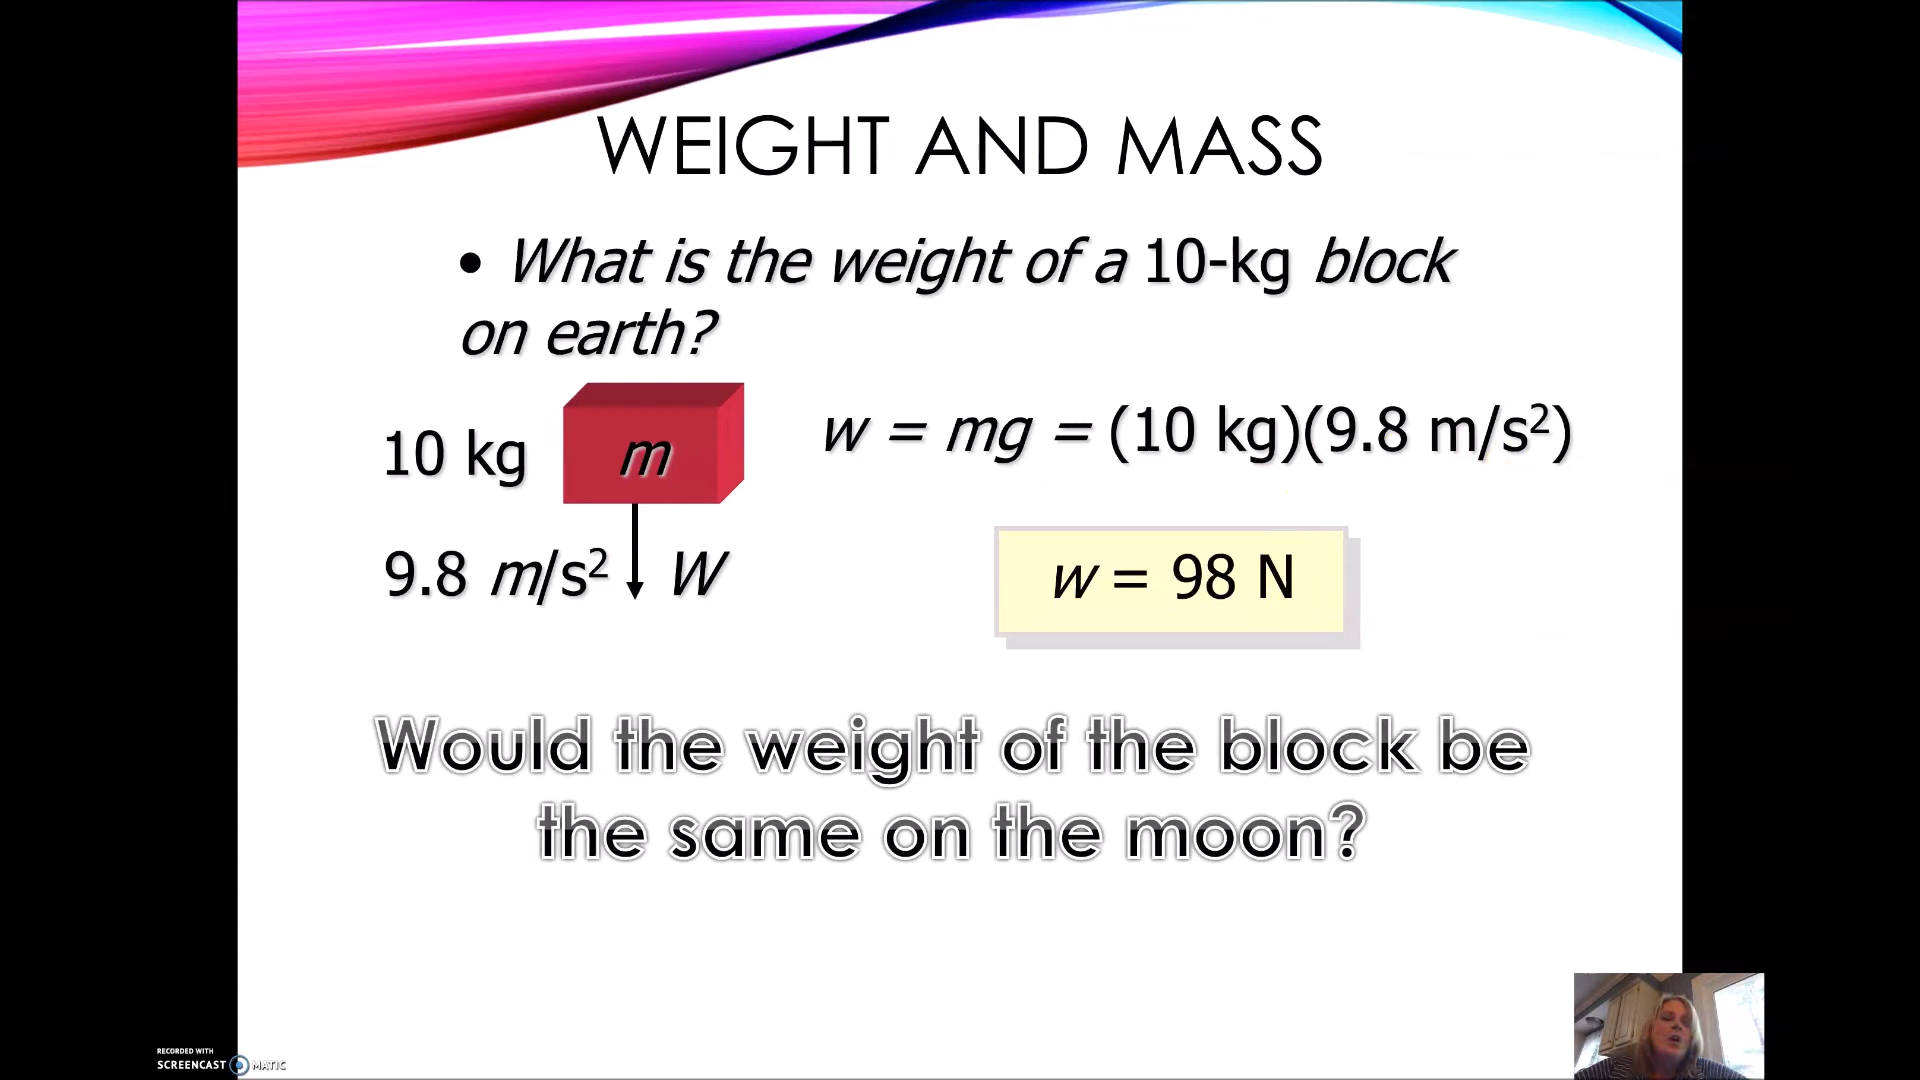 WEIGHT AND MASS
• What is the weight of a 10-kg block
on earth?
10 kg
m
w = mg = (10 kg)(9.8 m/s²)
9.8 m/s²
W
w = 98 N
Would the weight of the block be
the same on the moon?
RECORDED WITH
SCREENCAST MATIC